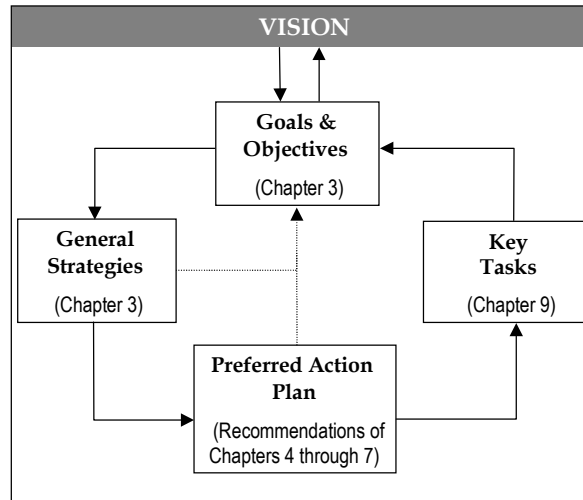 VISION
Goals &
Objectives
(Chapter 3)
General
Strategies
(Chapter 3)
Key
Tasks
(Chapter 9)
Preferred Action
Plan
(Recommendations of
Chapters 4 through 7)